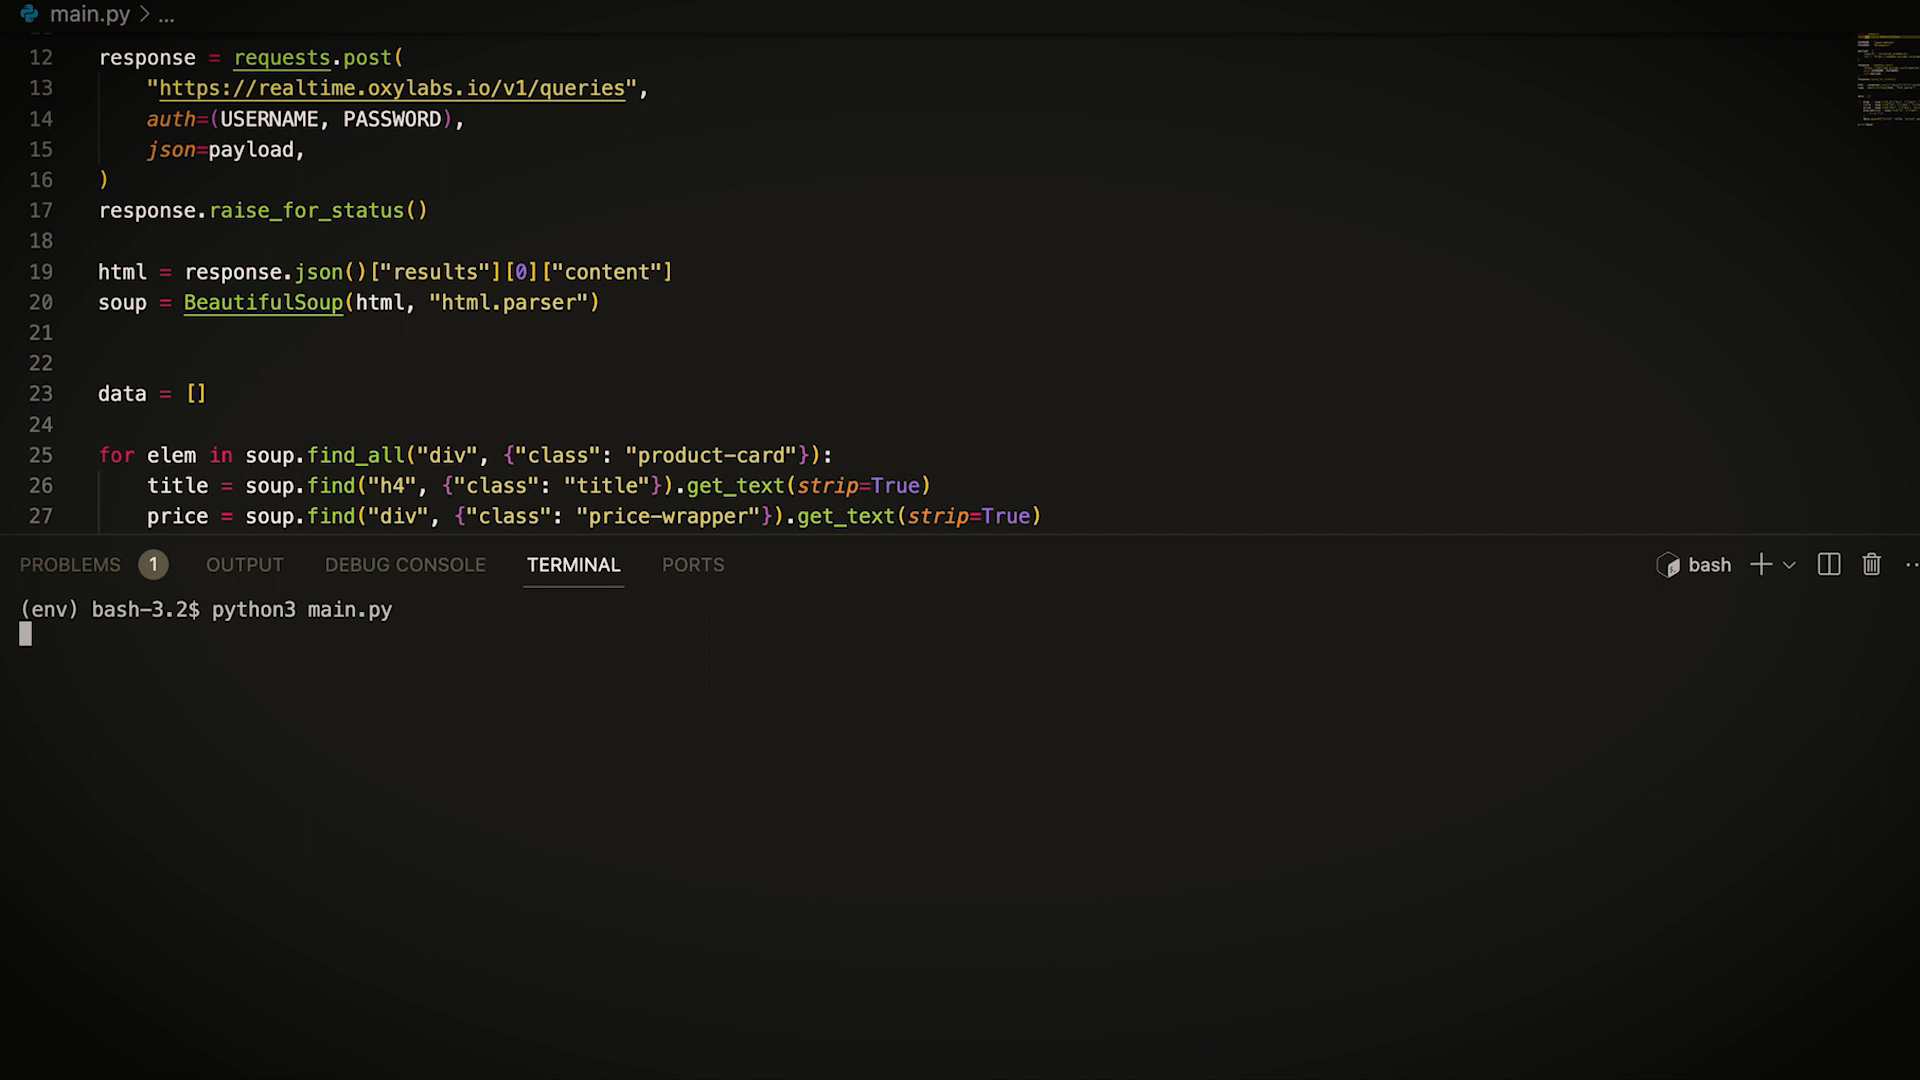 main.py > ...
12 response = requests.post(
13 "https://realtime.oxylabs.io/v1/queries",
14 auth=(USERNAME, PASSWORD),
15 json=payload,
16 )
17 response.raise_for_status()
18
19 html = response.json()["results"][0]["content"]
20 soup = BeautifulSoup(html, "html.parser")
21
22
23 data = []
24
25 for elem in soup.find_all("div", {"class": "product-card"}):
26 title = soup.find("h4", {"class": "title"}).get_text(strip=True)
27 price = soup.find("div", {"class": "price-wrapper"}).get_text(strip=True)
PROBLEMS 1 OUTPUT DEBUG CONSOLE TERMINAL PORTS bash
(env) bash-3.2$ python3 main.py